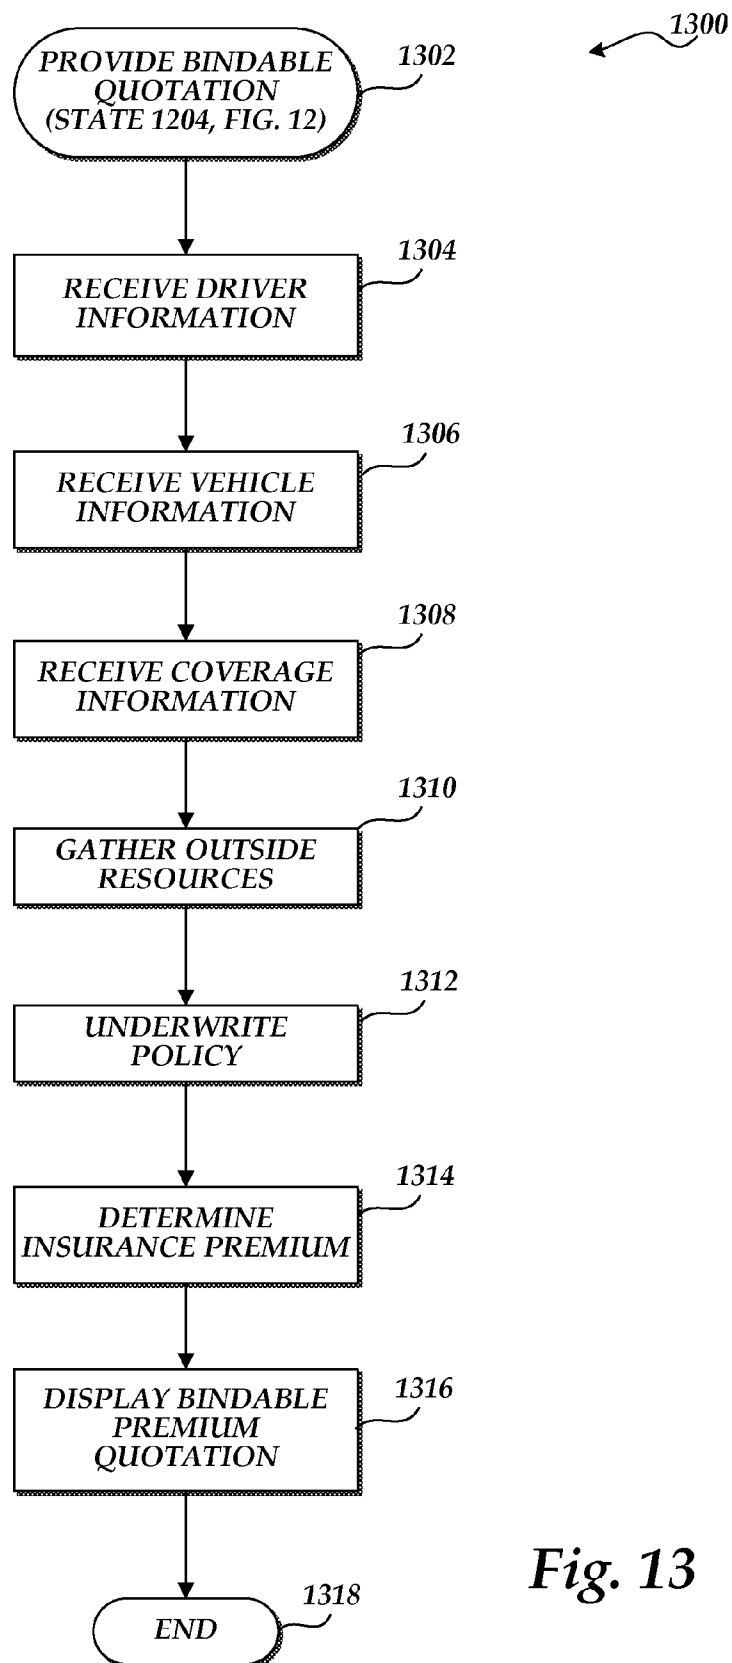 1300
PROVIDE BINDABLE
QUOTATION
(STATE 1204, FIG. 12)
1302
1304
RECEIVE DRIVER
INFORMATION
1306
RECEIVE VEHICLE
INFORMATION
1308
RECEIVE COVERAGE
INFORMATION
1310
GATHER OUTSIDE
RESOURCES
1312
UNDERWRITE
POLICY
1314
DETERMINE
INSURANCE PREMIUM
1316
DISPLAY BINDABLE
PREMIUM
QUOTATION
Fig. 13
1318
END